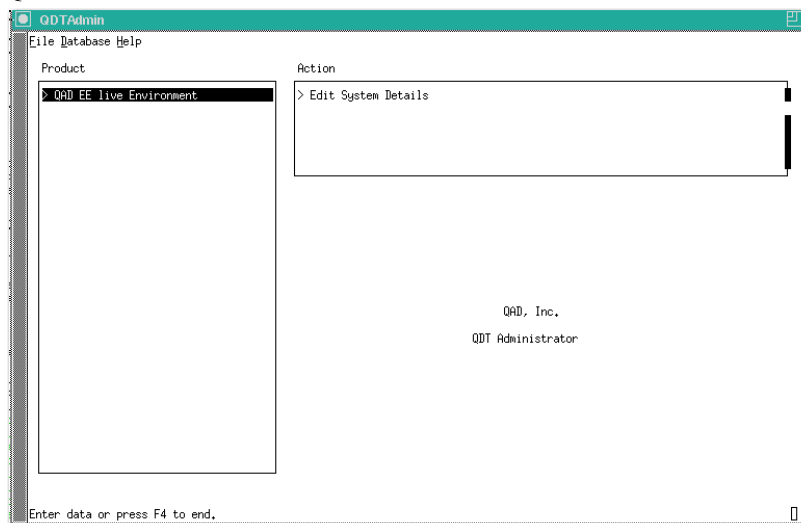 QDTAdmin
File Database Help
Product
Action
> QAD EE live Environment
> Edit System Details
QAD, Inc.
QDT Administrator
Enter data or press F4 to end.